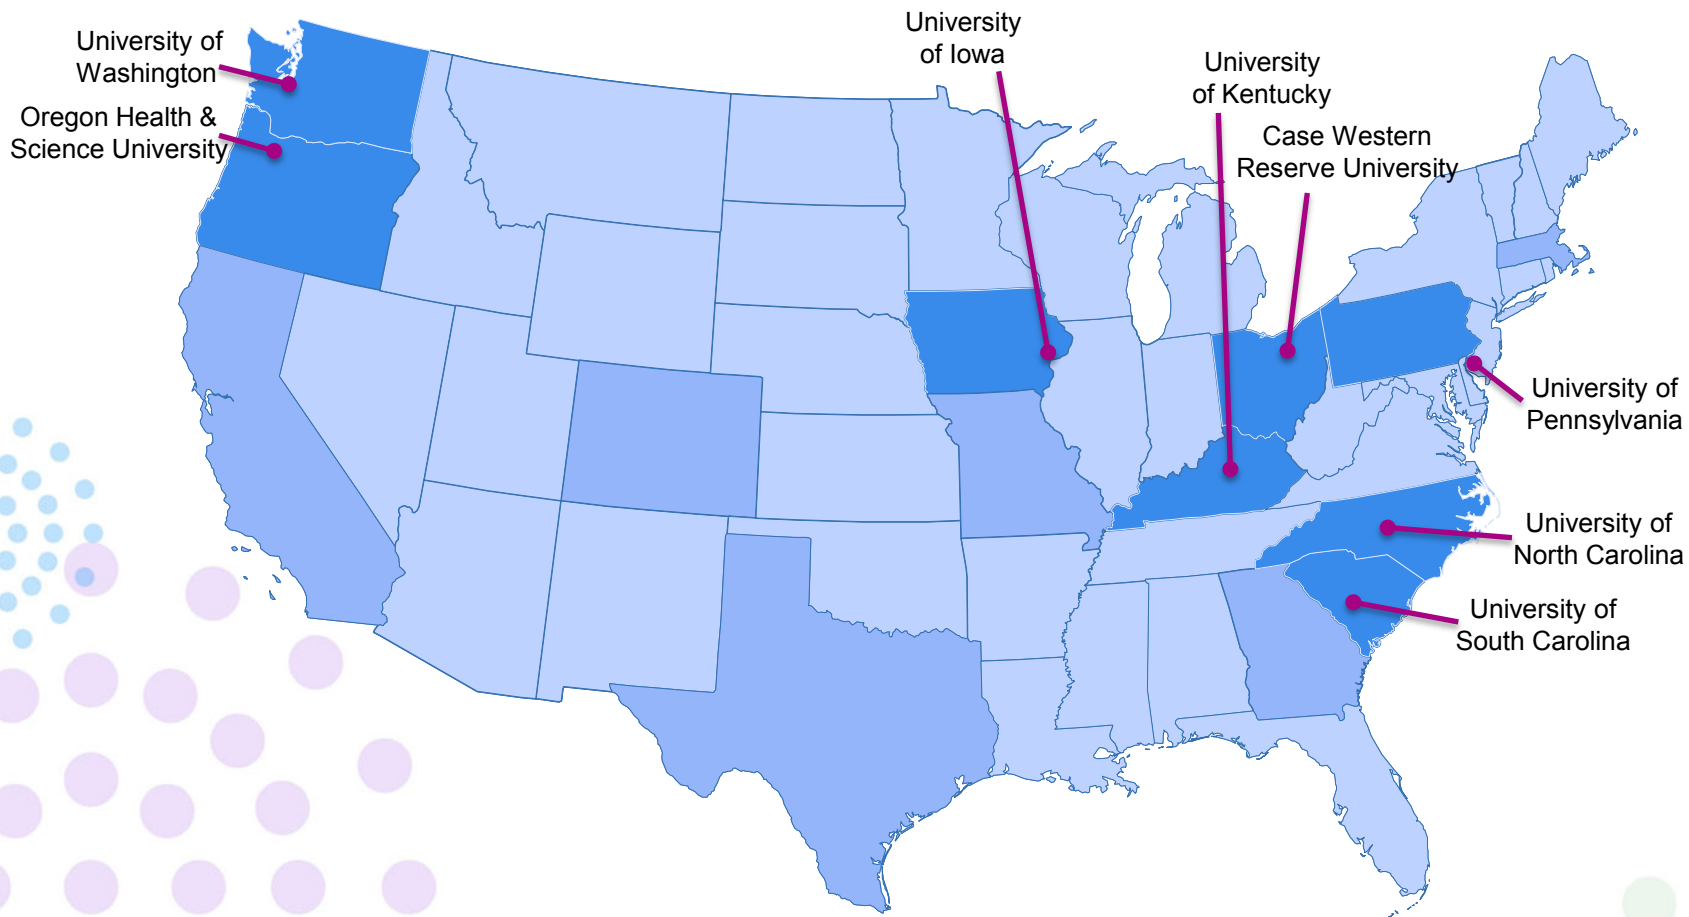 University of
Washington
Oregon Health &
Science University
University
of Iowa
University
of Kentucky
Case Western
Reserve University
University of
Pennsylvania
University of
North Carolina
University of
South Carolina